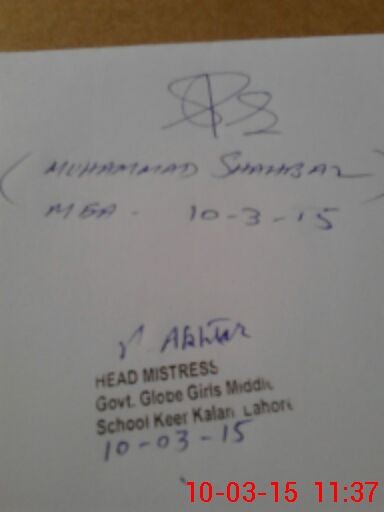 (MUHAMMAD SHAHBAZ)
MEA - 10-3-15
Akhtar
HEAD MISTRESS
Govt. Globe Girls Middle
School Keer Kalan Lahore
10-03-15
10-03-15 11:37